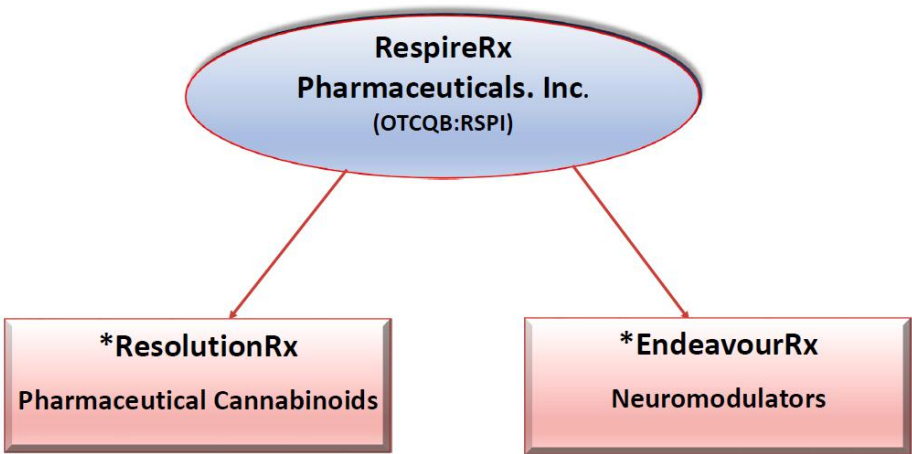 RespireRx
Pharmaceuticals. Inc.
(OTCQB:RSPI)
*ResolutionRx
Pharmaceutical Cannabinoids
*EndeavourRx
Neuromodulators